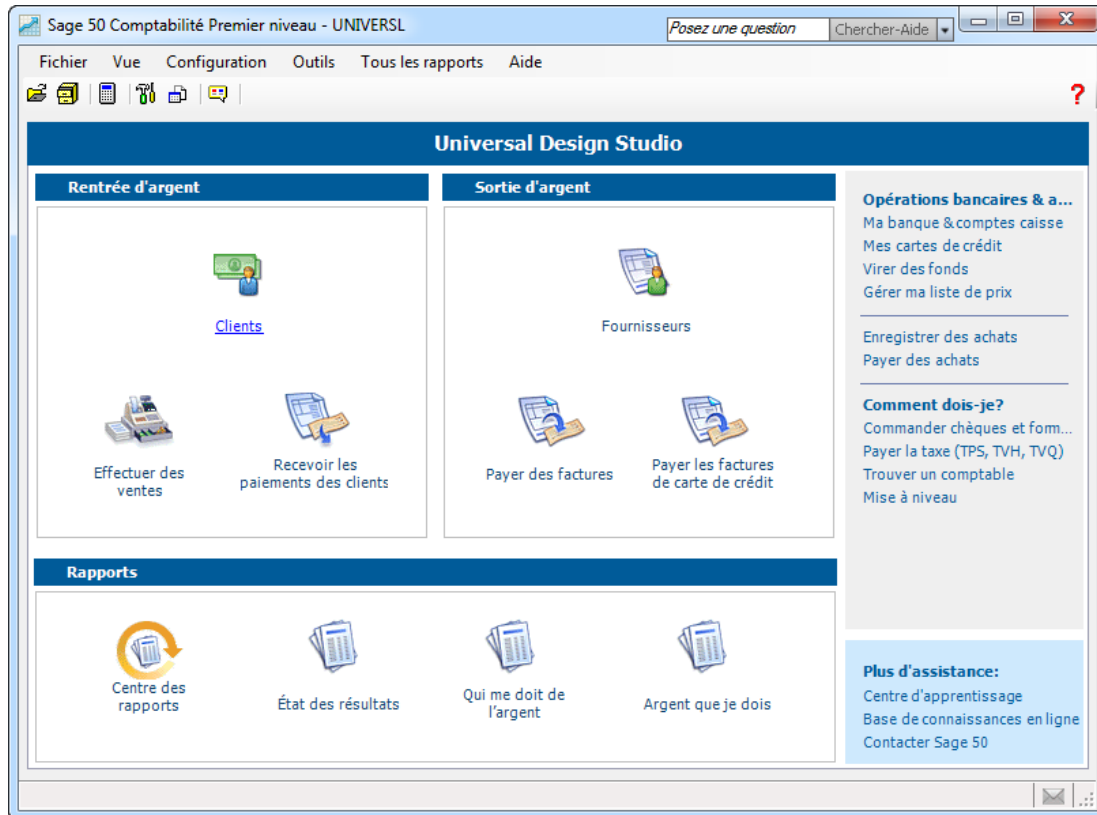 Sage 50 Comptabilité Premier niveau - UNIVERSL
Posez une question
Chercher-Aide
Fichier Vue Configuration Outils Tous les rapports Aide
?
Universal Design Studio
Rentrée d'argent
Clients
Effectuer des
ventes
Recevoir les
paiements des clients
Sortie d'argent
Fournisseurs
Payer des factures
Payer les factures
de carte de crédit
Rapports
Centre des
rapports
État des résultats
Qui me doit de
l'argent
Argent que je dois
Opérations bancaires & a...
Ma banque & comptes caisse
Mes cartes de crédit
Virer des fonds
Gérer ma liste de prix
Enregistrer des achats
Payer des achats
Comment dois-je?
Commander chèques et form...
Payer la taxe (TPS, TVH, TVQ)
Trouver un comptable
Mise à niveau
Plus d'assistance:
Centre d'apprentissage
Base de connaissances en ligne
Contacter Sage 50